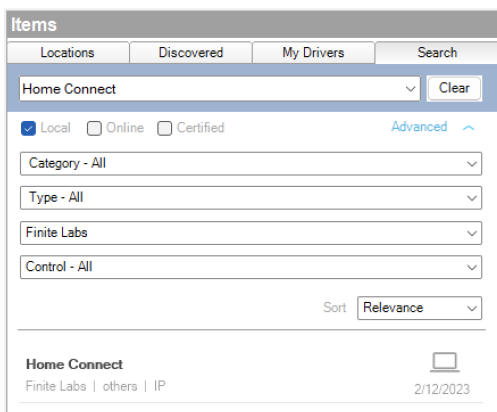 Items
Locations Discovered My Drivers Search
Home Connect Clear
Local Online Certified Advanced
Category - All
Type - All
Finite Labs
Control - All
Sort Relevance
Home Connect
Finite Labs | others | IP 2/12/2023